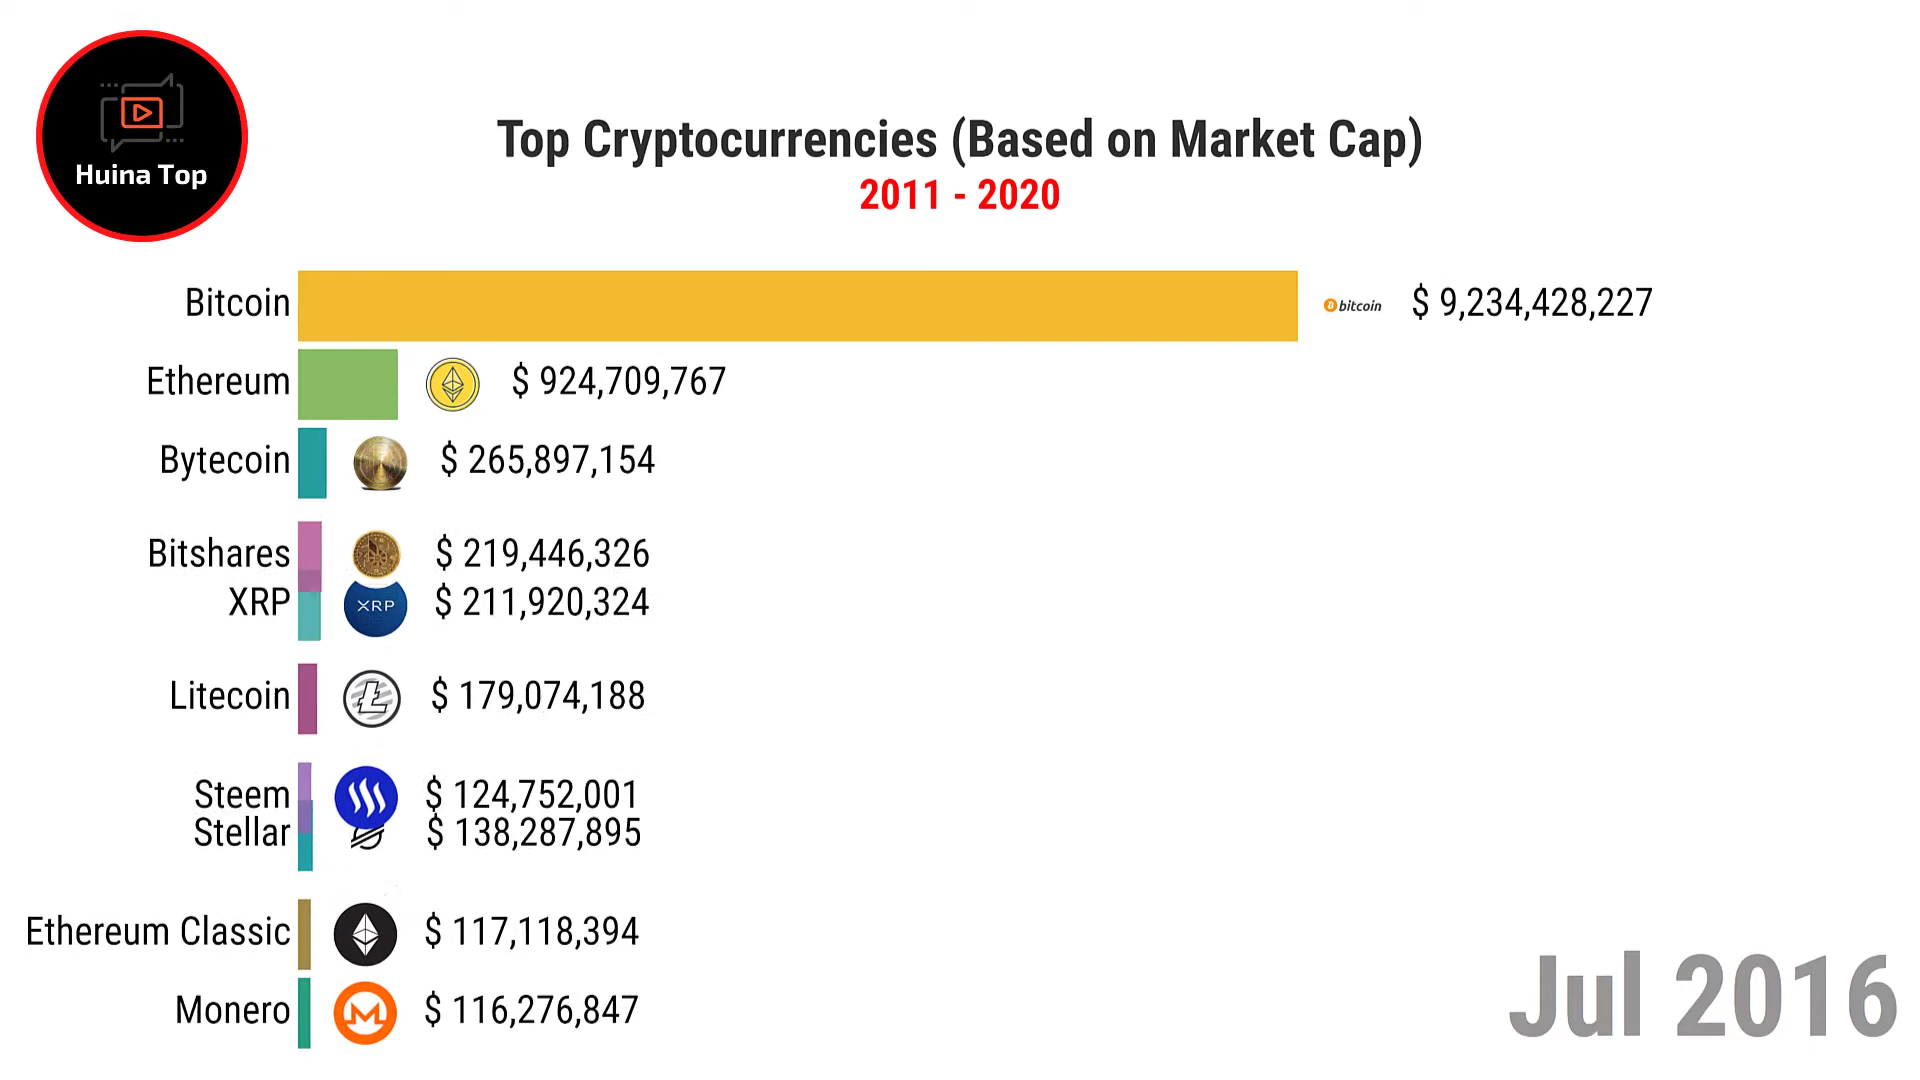 Huina Top
Top Cryptocurrencies (Based on Market Cap)
2011 - 2020
Bitcoin bitcoin $ 9,234,428,227
Ethereum $ 924,709,767
Bytecoin $ 265,897,154
Bitshares $ 219,446,326
XRP XRP $ 211,920,324
Litecoin $ 179,074,188
Steem $ 124,752,001
Stellar $ 138,287,895
Ethereum Classic $ 117,118,394
Monero $ 116,276,847
Jul 2016